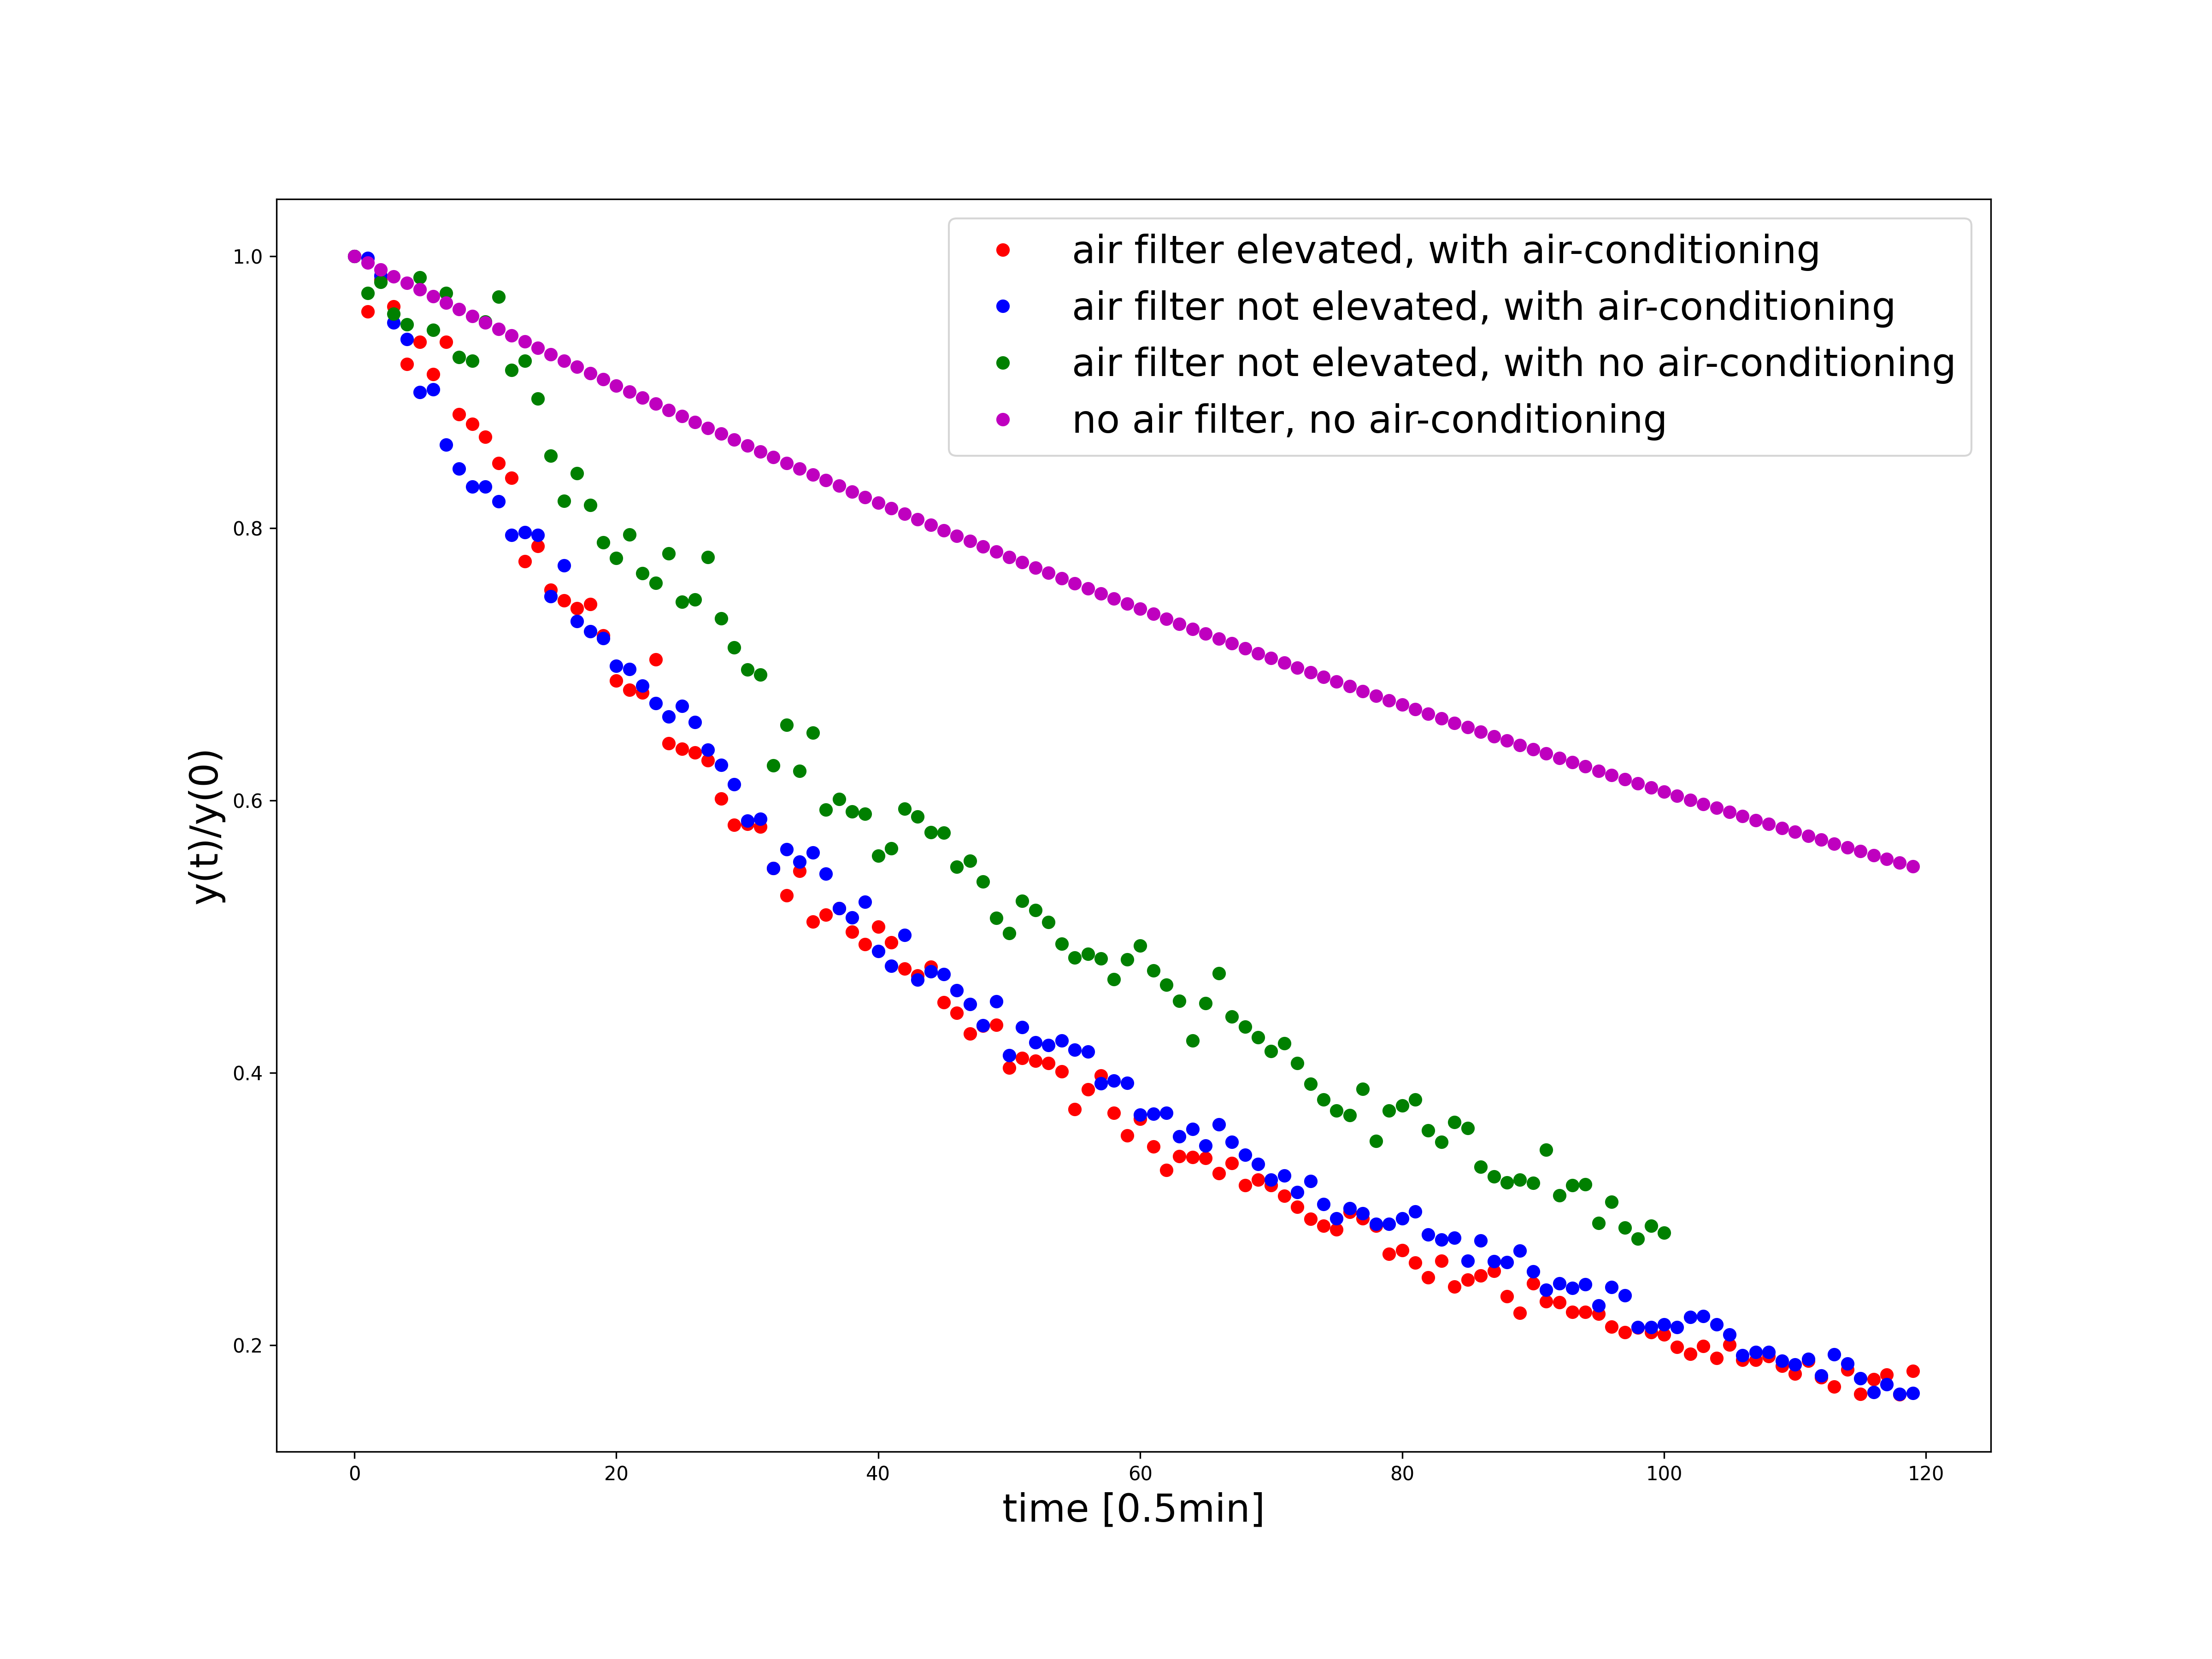 air filter elevated, with air-conditioning
air filter not elevated, with air-conditioning
air filter not elevated, with no air-conditioning
no air filter, no air-conditioning
y(t)/y(0)
1.0
0.8
0.6
0.4
0.2
0 20 40 60 80 100 120
time [0.5min]